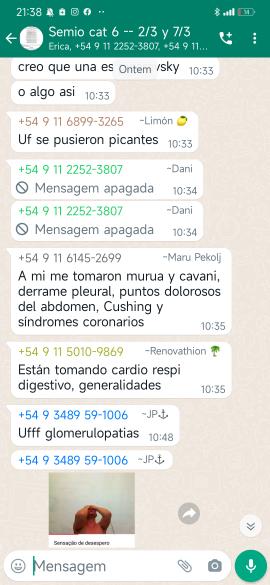 21:38
54
Semio cat 6 -- 2/3 y 7/3
Erica, +54 9 11 2252-3807, +54 9 11...
creo que una es
Ontem
vsky
10:33
o algo asi 10:33
+54 9 11 6899-3265 ~Limón 🍋
Uf se pusieron picantes 10:33
+54 9 11 2252-3807 ~Dani
Mensagem apagada 10:34
+54 9 11 2252-3807 ~Dani
Mensagem apagada 10:34
+54 9 11 6145-2699 ~Maru Pekolj
A mi me tomaron murua y cavani,
derrame pleural, puntos dolorosos
del abdomen, Cushing y
síndromes coronarios 10:35
+54 9 11 5010-9869 ~Renovathion 🌴
Están tomando cardio respi
digestivo, generalidades 10:35
+54 9 3489 59-1006 ~JP⚓
Ufff glomerulopatias 10:48
+54 9 3489 59-1006 ~JP⚓
Sensação de desespero
Mensagem